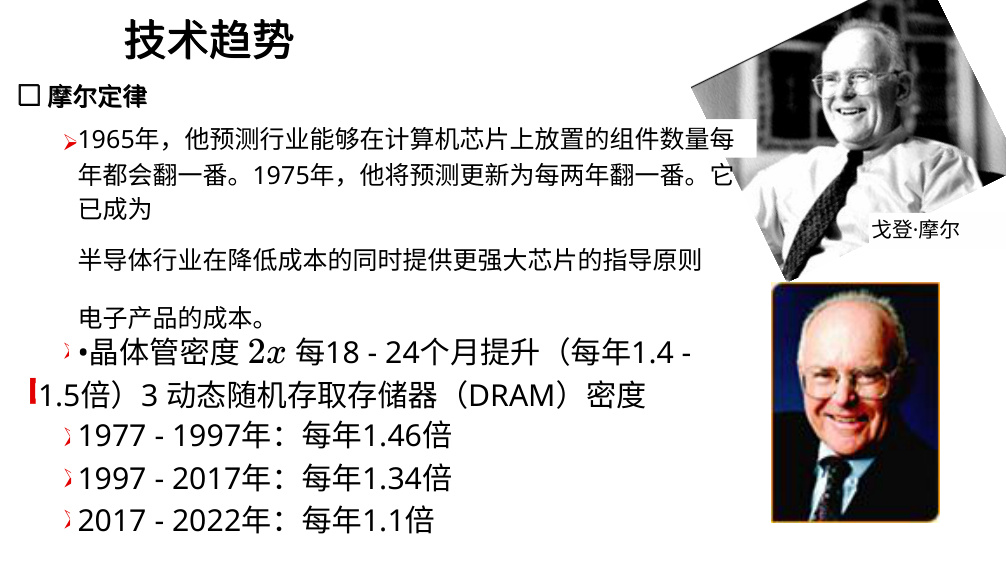 技术趋势
□ 摩尔定律
➢1965年，他预测行业能够在计算机芯片上放置的组件数量每
年都会翻一番。1975年，他将预测更新为每两年翻一番。它
已成为
半导体行业在降低成本的同时提供更强大芯片的指导原则
电子产品的成本。
•晶体管密度 2x 每18 - 24个月提升（每年1.4 -
1.5倍）3 动态随机存取存储器（DRAM）密度
1977 - 1997年：每年1.46倍
1997 - 2017年：每年1.34倍
2017 - 2022年：每年1.1倍
戈登·摩尔